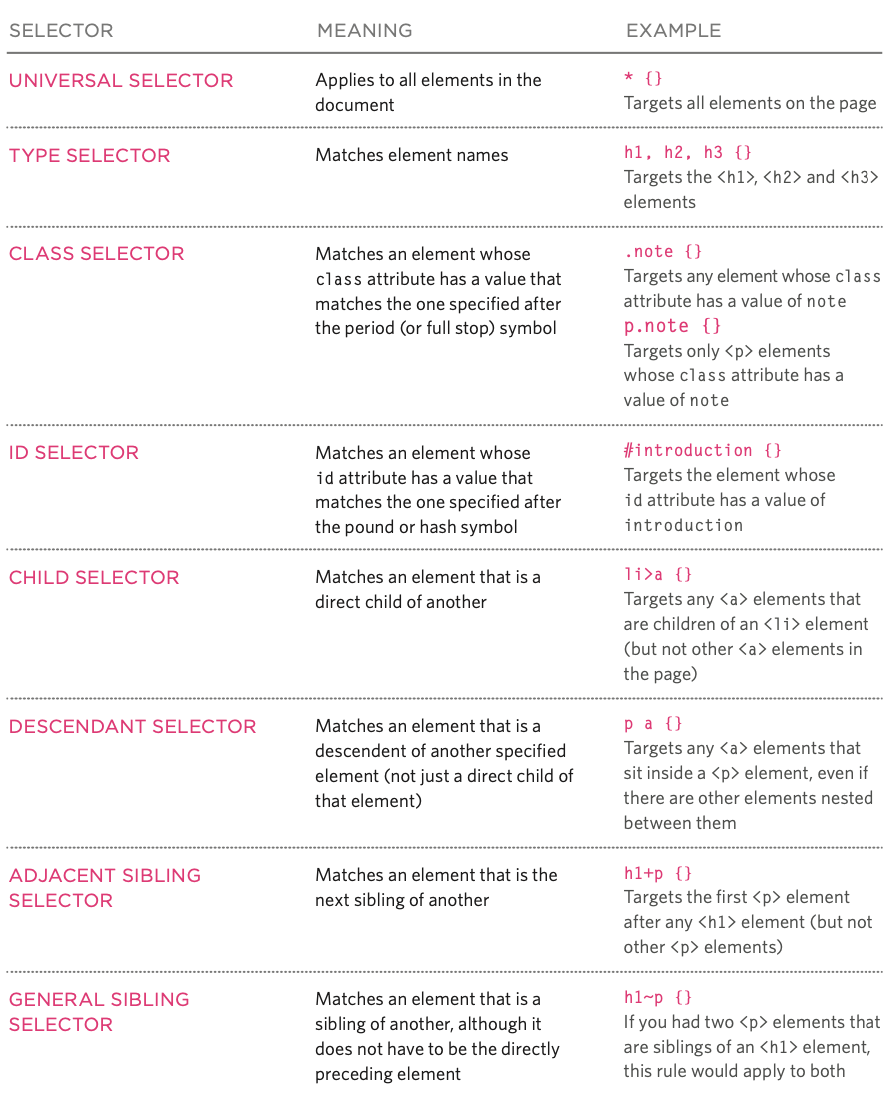 SELECTOR MEANING EXAMPLE
UNIVERSAL SELECTOR
Applies to all elements in the
document
* {}
Targets all elements on the page
TYPE SELECTOR
Matches element names
h1, h2, h3 {}
Targets the <h1>, <h2> and <h3>
elements
CLASS SELECTOR
Matches an element whose
class attribute has a value that
matches the one specified after
the period (or full stop) symbol
.note {}
Targets any element whose class
attribute has a value of note
p.note {}
Targets only <p> elements
whose class attribute has a
value of note
ID SELECTOR
Matches an element whose
id attribute has a value that
matches the one specified after
the pound or hash symbol
#introduction {}
Targets the element whose
id attribute has a value of
introduction
CHILD SELECTOR
Matches an element that is a
direct child of another
li>a {}
Targets any <a> elements that
are children of an <li> element
(but not other <a> elements in
the page)
DESCENDANT SELECTOR
Matches an element that is a
descendent of another specified
element (not just a direct child of
that element)
p a {}
Targets any <a> elements that
sit inside a <p> element, even if
there are other elements nested
between them
ADJACENT SIBLING
SELECTOR
Matches an element that is the
next sibling of another
h1+p {}
Targets the first <p> element
after any <h1> element (but not
other <p> elements)
GENERAL SIBLING
SELECTOR
Matches an element that is a
sibling of another, although it
does not have to be the directly
preceding element
h1~p {}
If you had two <p> elements that
are siblings of an <h1> element,
this rule would apply to both